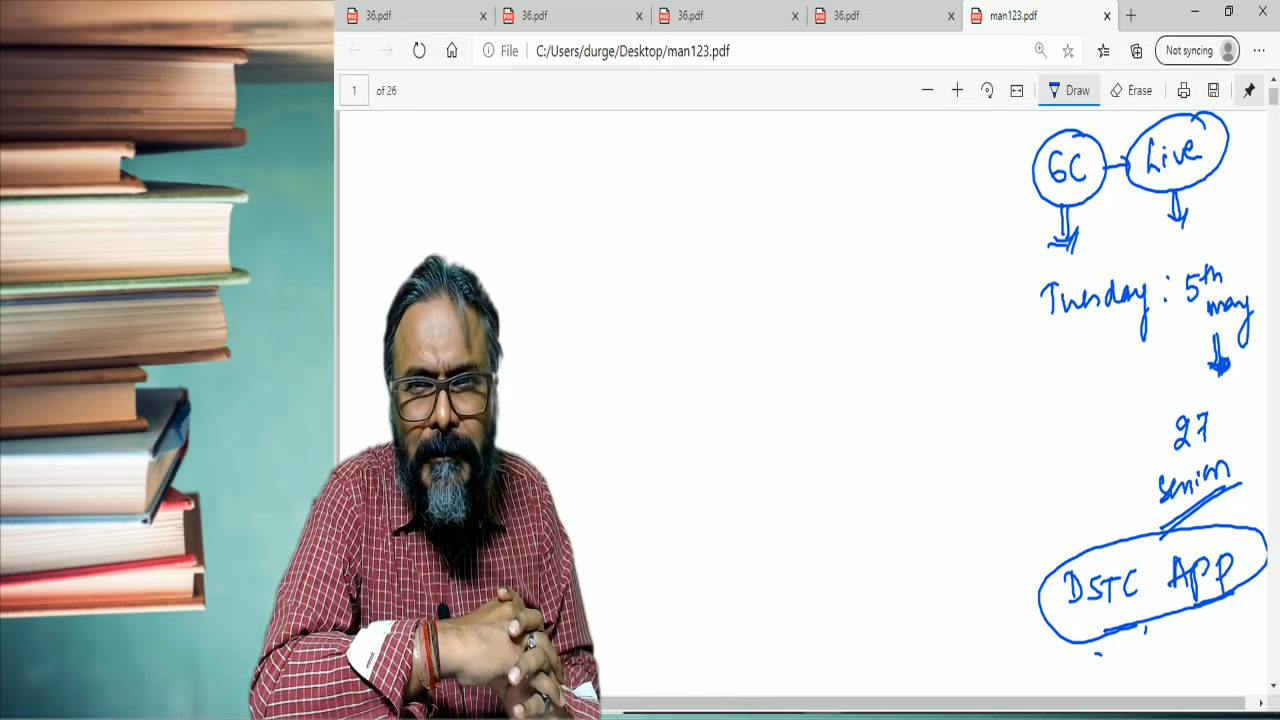 36.pdf
36.pdf
36.pdf
36.pdf
man123.pdf
File C:/Users/durge/Desktop/man123.pdf
Not syncing
1 of 26
Draw
Erase
GC Live
Tuesday : 5th may
27
DSTC APP